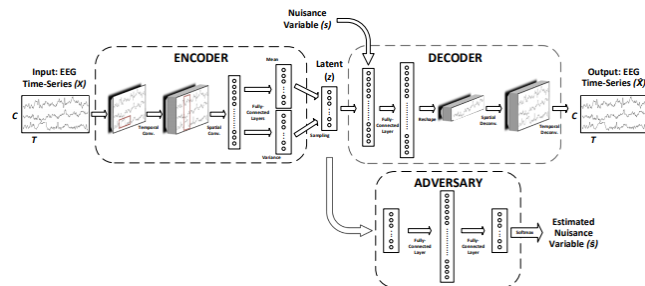 Nuisance
Variable (s)
ENCODER
DECODER
Input: EEG
Time-Series (X)
C
T
Temporal
Conv.
Spatial
Conv.
Fully-
Connected
Layers
Mean
Variance
Latent
(z)
Sampling
Fully-
Connected
Layer
Reshape
Spatial
Deconv.
Temporal
Deconv.
Output: EEG
Time-Series (X̂)
C
T
ADVERSARY
Fully-
Connected
Layer
Fully-
Connected
Layer
Softmax
Estimated
Nuisance
Variable (ŝ)